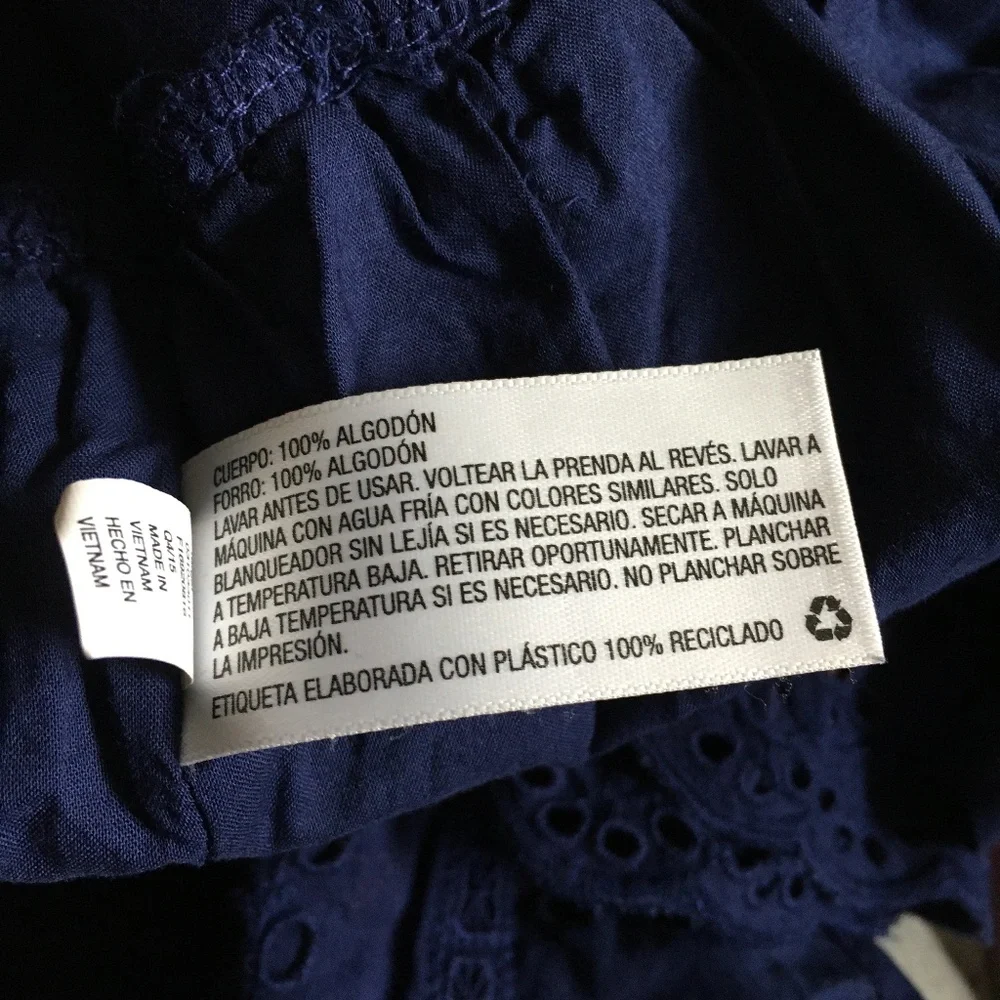 CUERPO: 100% ALGODÓN
FORRO: 100% ALGODÓN
LAVAR ANTES DE USAR. VOLTEAR LA PRENDA AL REVÉS. LAVAR A
MÁQUINA CON AGUA FRÍA CON COLORES SIMILARES. SOLO
BLANQUEADOR SIN LEJÍA SI ES NECESARIO. SECAR A MÁQUINA
A TEMPERATURA BAJA. RETIRAR OPORTUNAMENTE. PLANCHAR
A BAJA TEMPERATURA SI ES NECESARIO. NO PLANCHAR SOBRE
LA IMPRESIÓN.
ETIQUETA ELABORADA CON PLÁSTICO 100% RECICLADO
Q4/15
MADE IN
VIETNAM
HECHO EN
VIETNAM